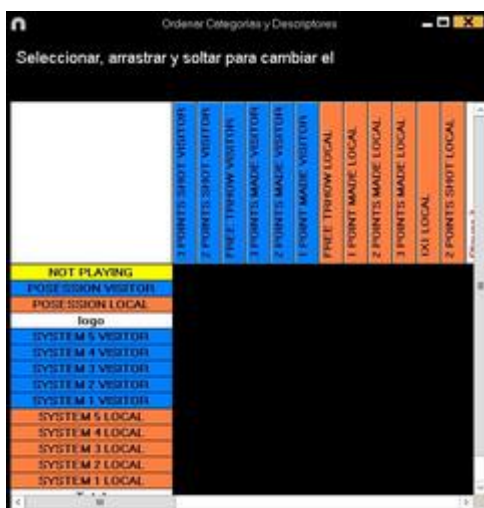 Ordenar Categorias y Descriptores
Seleccionar, arrastrar y soltar para cambiar el
3 POINTS SHOT VISITOR
2 POINTS SHOT VISITOR
FREE TRHOW VISITOR
3 POINTS MADE VISITOR
2 POINTS MADE VISITOR
1 POINT MADE VISITOR
FREE TRHOW LOCAL
1 POINT MADE LOCAL
2 POINTS MADE LOCAL
3 POINTS MADE LOCAL
1X1 LOCAL
2 POINTS SHOT LOCAL
NOT PLAYING
POSESSION VISITOR
POSESSION LOCAL
logo
SYSTEM 5 VISITOR
SYSTEM 4 VISITOR
SYSTEM 3 VISITOR
SYSTEM 2 VISITOR
SYSTEM 1 VISITOR
SYSTEM 5 LOCAL
SYSTEM 4 LOCAL
SYSTEM 3 LOCAL
SYSTEM 2 LOCAL
SYSTEM 1 LOCAL